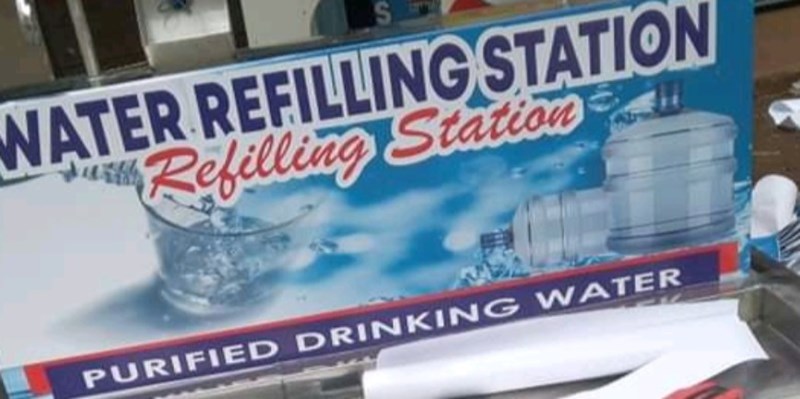 WATER REFILLING STATION
Refilling Station
PURIFIED DRINKING WATER